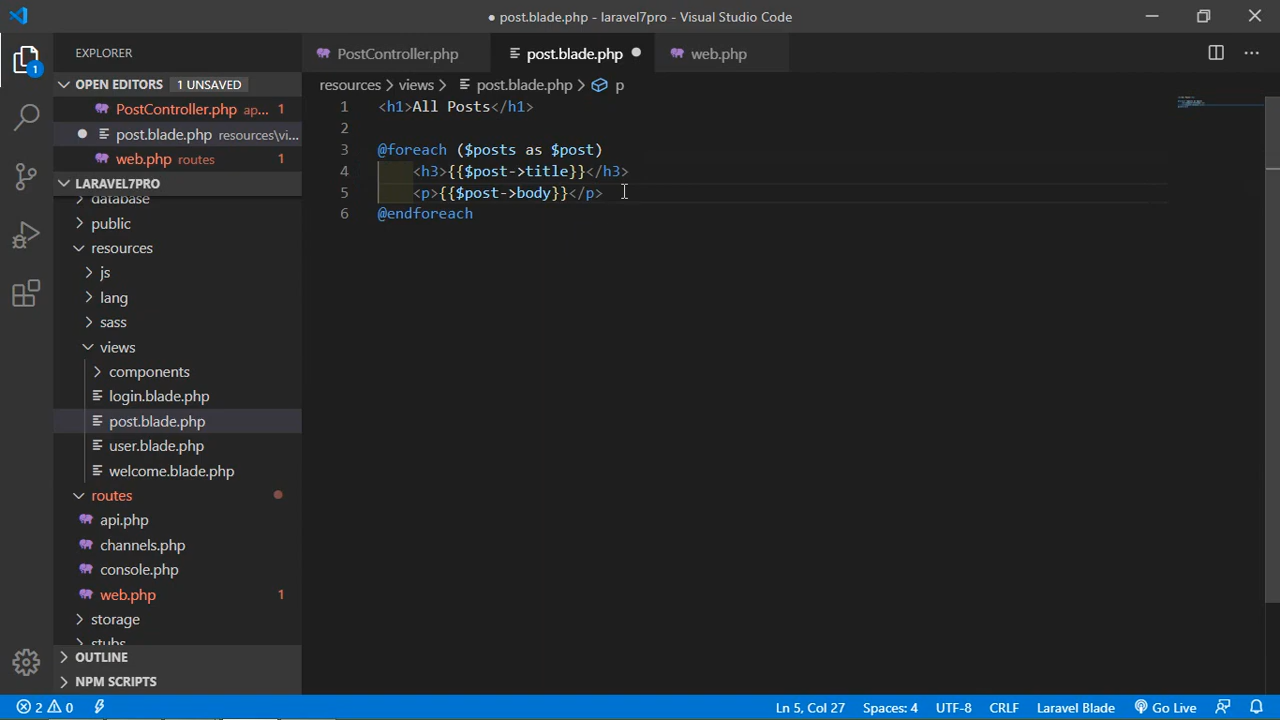 ● post.blade.php - laravel7pro - Visual Studio Code
EXPLORER
PostController.php
post.blade.php ●
web.php
OPEN EDITORS 1 UNSAVED
resources > views > post.blade.php > p
PostController.php ap... 1
● post.blade.php resources\vi...
web.php routes 1
LARAVEL7PRO
database
public
resources
js
lang
sass
views
components
login.blade.php
post.blade.php
user.blade.php
welcome.blade.php
routes
api.php
channels.php
console.php
web.php 1
storage
stubs
OUTLINE
NPM SCRIPTS
1 <h1>All Posts</h1>
2
3 @foreach ($posts as $post)
4 <h3>{{$post->title}}</h3>
5 <p>{{$post->body}}</p>
6 @endforeach
1
2 0
Ln 5, Col 27
Spaces: 4
UTF-8
CRLF
Laravel Blade
Go Live